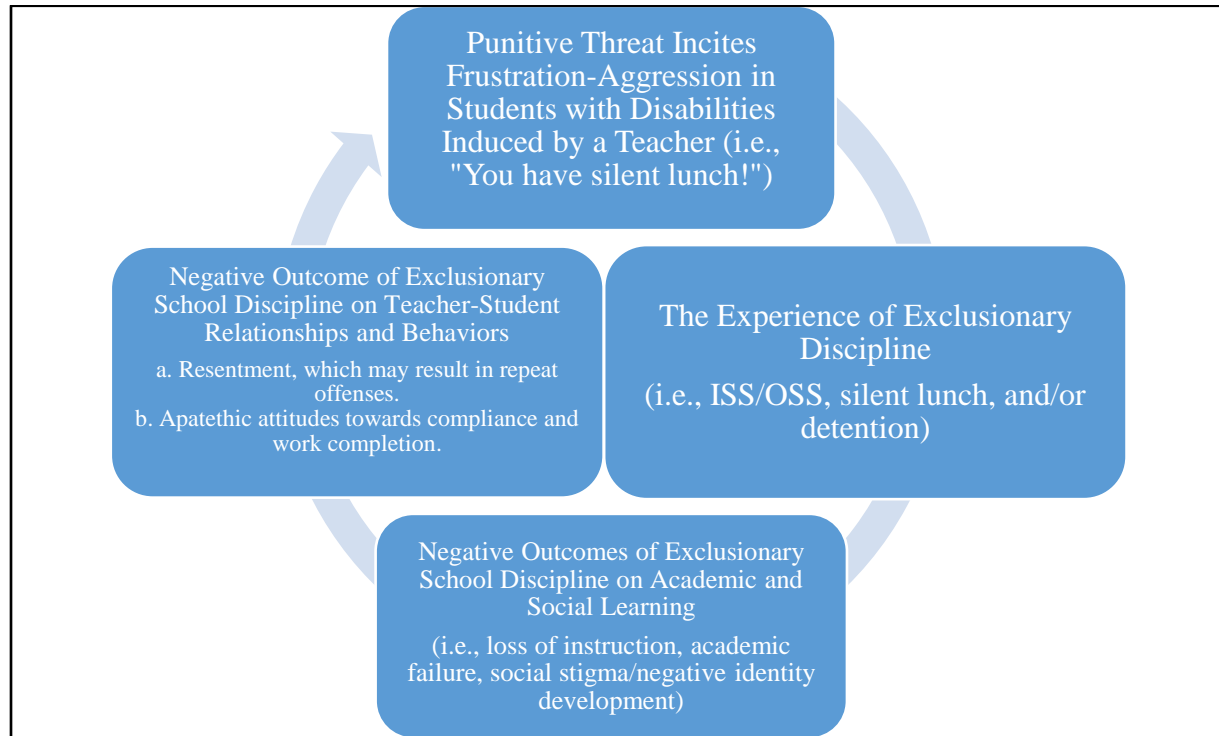 Punitive Threat Incites
Frustration-Aggression in
Students with Disabilities
Induced by a Teacher (i.e.,
"You have silent lunch!")
The Experience of Exclusionary
Discipline
(i.e., ISS/OSS, silent lunch, and/or
detention)
Negative Outcomes of Exclusionary
School Discipline on Academic and
Social Learning
(i.e., loss of instruction, academic
failure, social stigma/negative identity
development)
Negative Outcome of Exclusionary
School Discipline on Teacher-Student
Relationships and Behaviors
a. Resentment, which may result in repeat
offenses.
b. Apatethic attitudes towards compliance and
work completion.